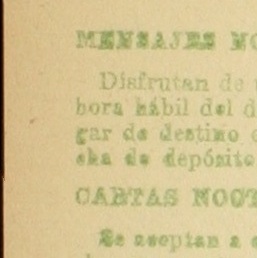 MENSAJES NO
Disfrutan de
hora hábil del d
gar de destino
cha de depósito
CARTAS NOCT
Se aceptan a